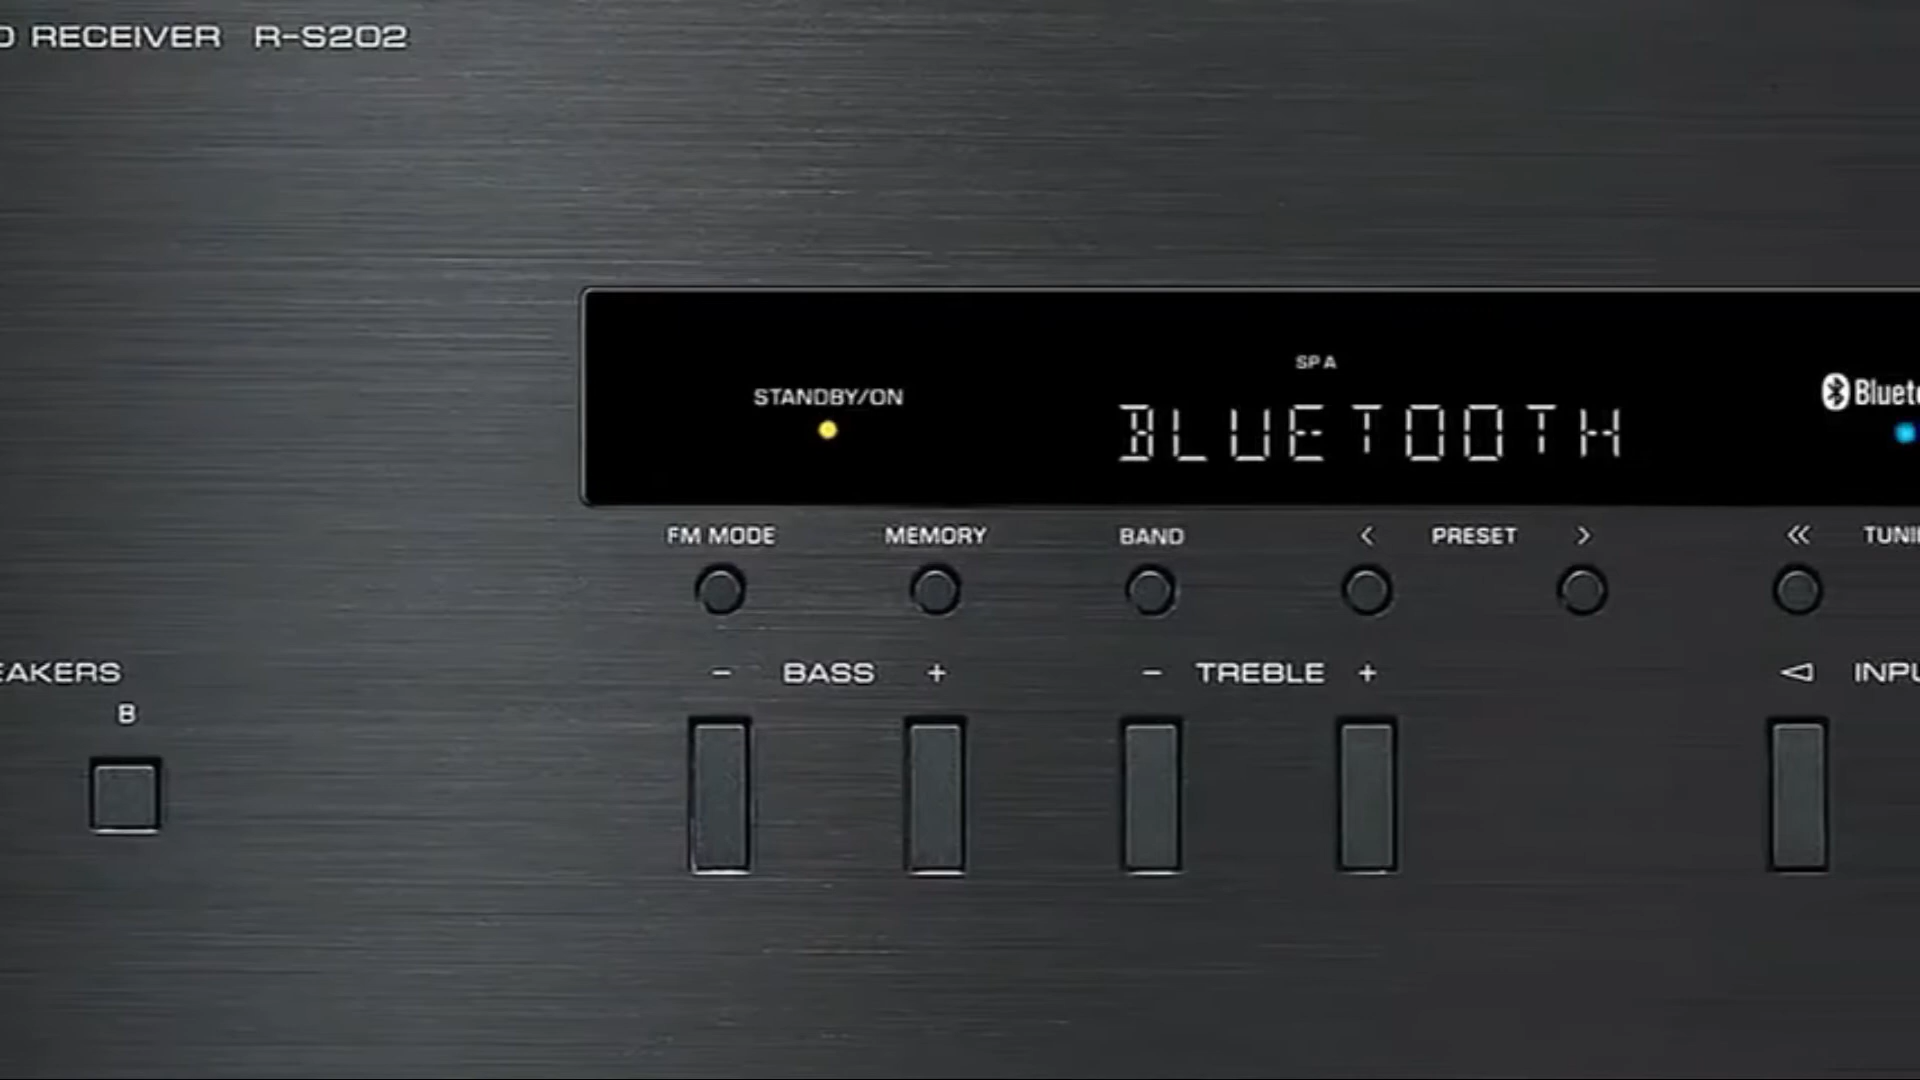 O RECEIVER R-S202
SP A
STANDBY/ON
BLUETOOTH
Bluet
FM MODE MEMORY BAND < PRESET > << TUNI
EAKERS
- BASS + - TREBLE + ◁ INPU
B